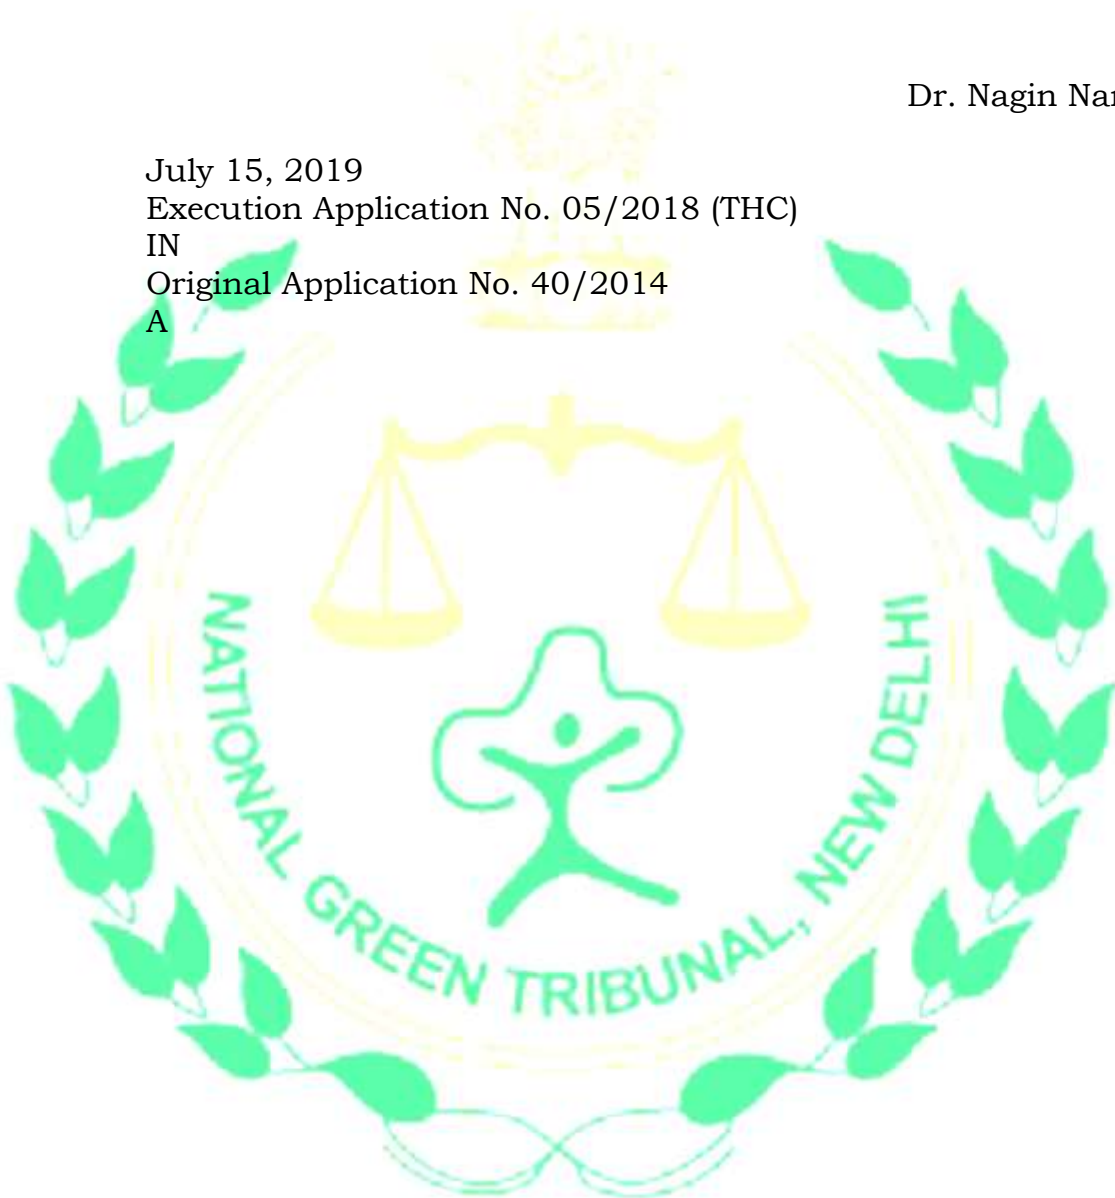 Dr. Nagin
July 15, 2019
Execution Application No. 05/2018 (THC)
IN
Original Application No. 40/2014
A
NATIONAL GREEN TRIBUNAL, NEW DELHI